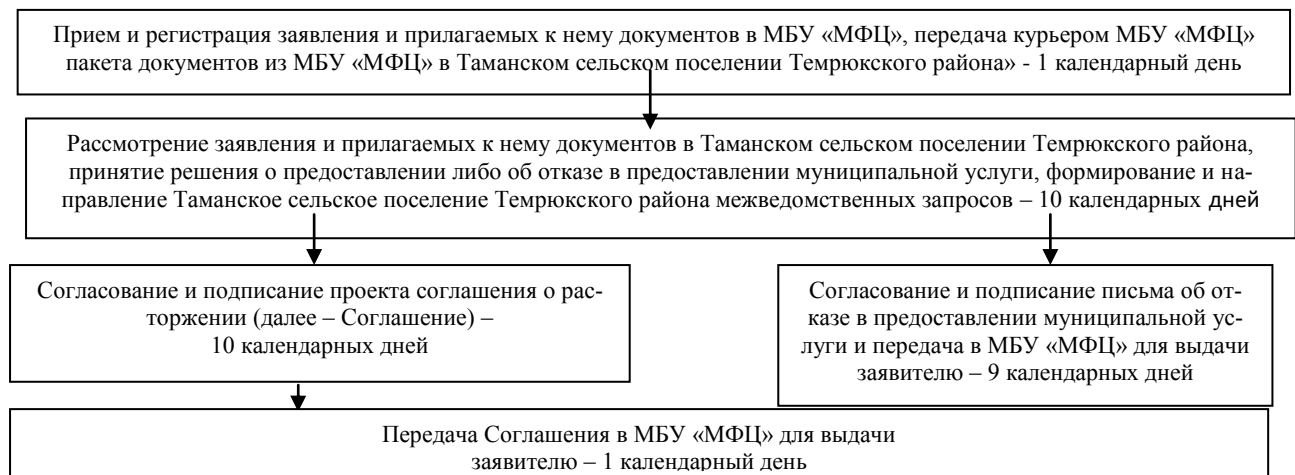 Прием и регистрация заявления и прилагаемых к нему документов в МБУ «МФЦ», передача курьером МБУ «МФЦ»
пакета документов из МБУ «МФЦ» в Таманском сельском поселении Темрюкского района» - 1 календарный день
Рассмотрение заявления и прилагаемых к нему документов в Таманском сельском поселении Темрюкского района,
принятие решения о предоставлении либо об отказе в предоставлении муниципальной услуги, формирование и на-
правление Таманское сельское поселение Темрюкского района межведомственных запросов – 10 календарных дней
Согласование и подписание проекта соглашения о рас-
торжении (далее – Соглашение) –
10 календарных дней
Согласование и подписание письма об от-
казе в предоставлении муниципальной ус-
луги и передача в МБУ «МФЦ» для выдачи
заявителю – 9 календарных дней
Передача Соглашения в МБУ «МФЦ» для выдачи
заявителю – 1 календарный день